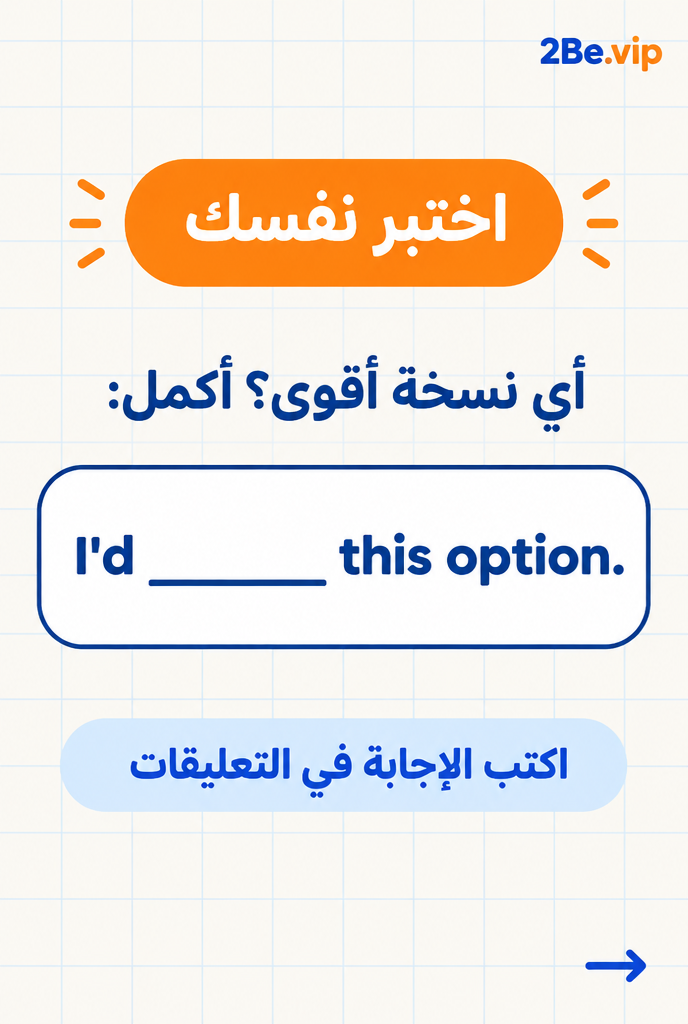 2Be.vip
اختبر نفسك
أي نسخة أقوى؟ أكمل:
I'd ______ this option.
اكتب الإجابة في التعليقات